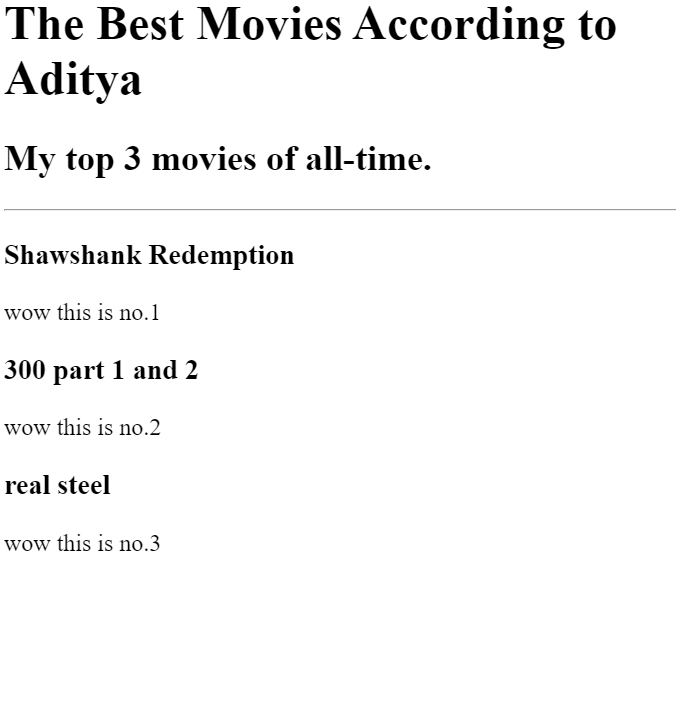 The Best Movies According to
Aditya
My top 3 movies of all-time.
Shawshank Redemption
wow this is no.1
300 part 1 and 2
wow this is no.2
real steel
wow this is no.3